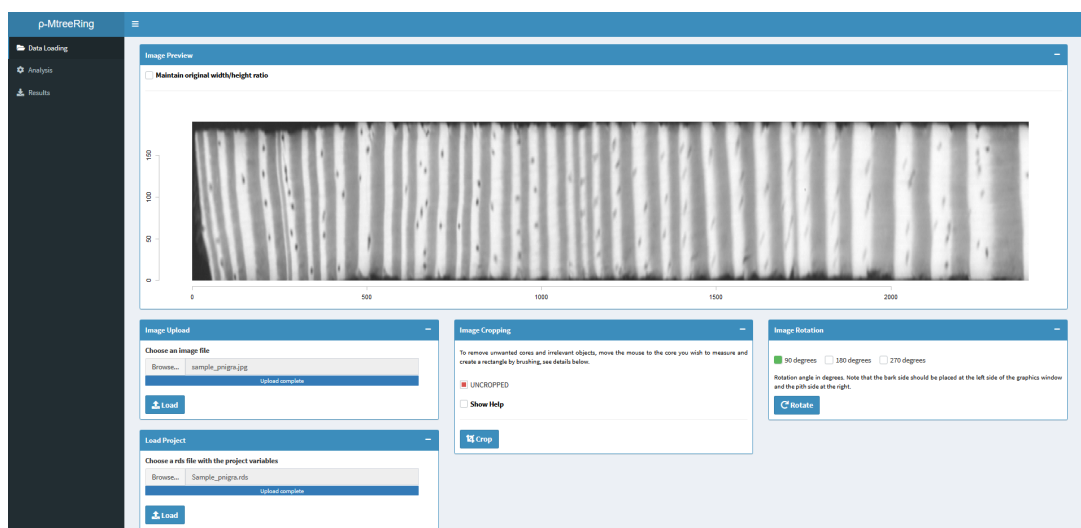 ρ-MtreeRing
Data Loading
Analysis
Results
Image Preview
Maintain original width/height ratio
150
100
50
0
0
500
1000
1500
2000
Image Upload
Choose an image file
Browse... sample_pnigra.jpg
Upload complete
Load
Load Project
Choose a rds file with the project variables
Browse... Sample_pnigra.rds
Upload complete
Load
Image Cropping
To remove unwanted cores and irrelevant objects, move the mouse to the core you wish to measure and
create a rectangle by brushing, see details below.
UNCROPPED
Show Help
Crop
Image Rotation
90 degrees 180 degrees 270 degrees
Rotation angle in degrees. Note that the bark side should be placed at the left side of the graphics window
and the pith side at the right.
Rotate